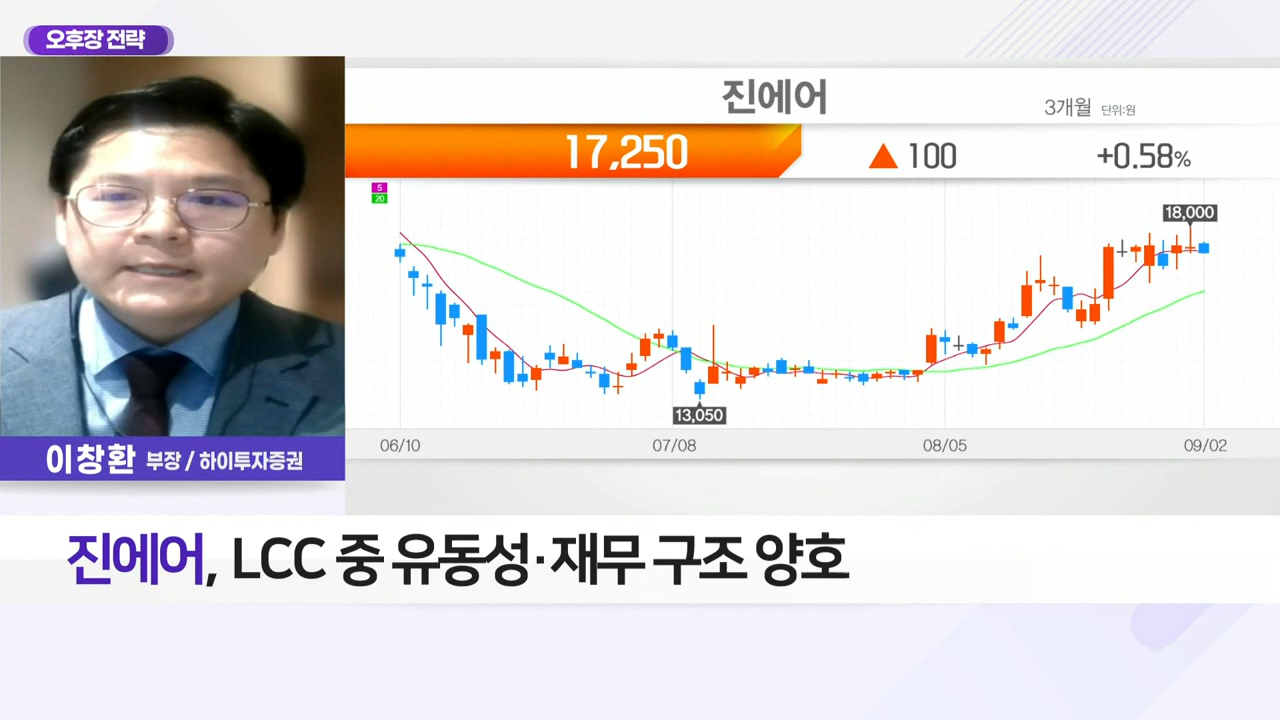 오후장 전략
진에어
3개월 단위:원
17,250 ▲ 100 +0.58%
5
20
18,000
13,050
06/10 07/08 08/05 09/02
이창환 부장 / 하이투자증권
진에어, LCC 중 유동성·재무 구조 양호